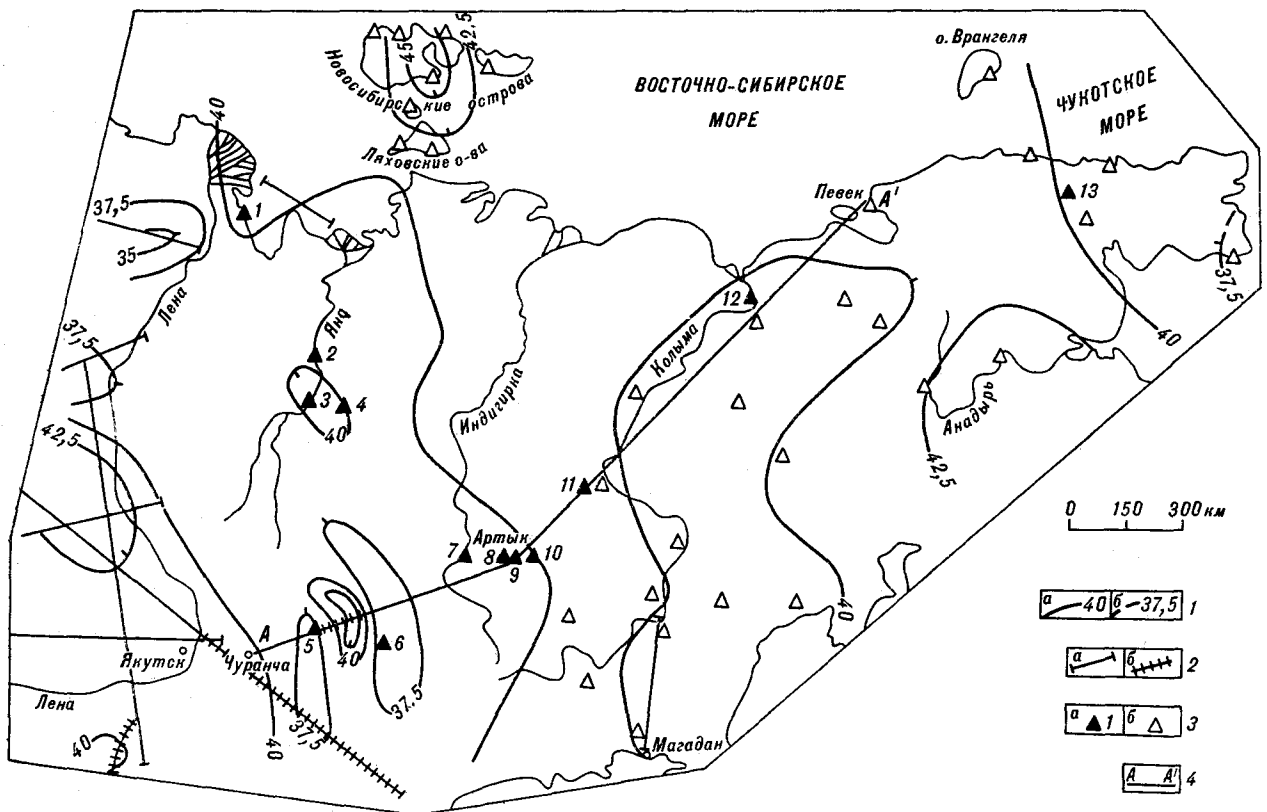 42,5
45
Новосибирские острова
Ляховские о-ва
ВОСТОЧНО-СИБИРСКОЕ
МОРЕ
о. Врангеля
ЧУКОТСКОЕ
МОРЕ
40
1
37,5
35
Лена
Певек
А'
13
37,5
40
12
Колыма
Яна
2
3
4
40
37,5
42,5
Индигирка
Анадырь
42,5
11
0 150 300 км
7
Артык
8
9
10
А
5
40
6
37,5
37,5
40
40
Якутск
Чуранча
Лена
40
Магадан
а 40 б 37,5 1
а б 2
а 1 б 3
А А' 4